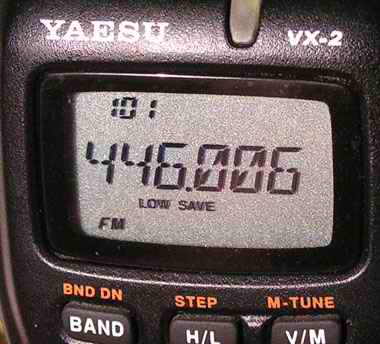 YAESU VX-2
101
446.006
LOW SAVE
FM
BND DN STEP M-TUNE
BAND H/L V/M